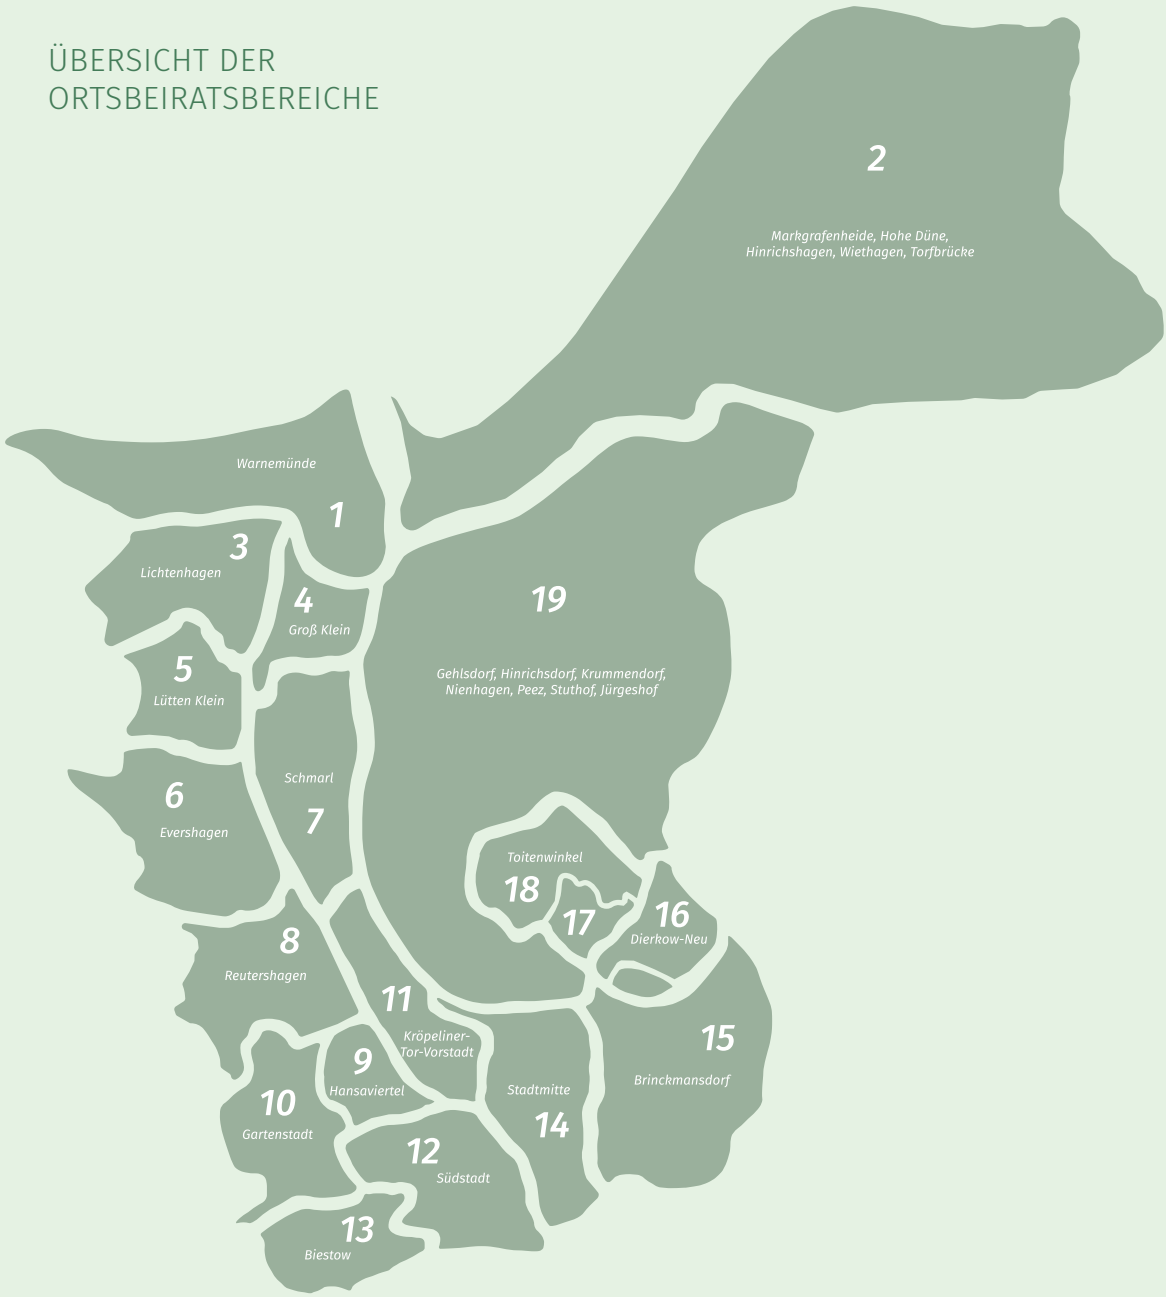 ÜBERSICHT DER
ORTSBEIRATSBEREICHE
2
Markgrafenheide, Hohe Düne,
Hinrichshagen, Wiethagen, Torfbrücke
Warnemünde
1
3
Lichtenhagen
4
Groß Klein
19
Gehlsdorf, Hinrichsdorf, Krummendorf,
Nienhagen, Peez, Stuthof, Jürgeshof
5
Lütten Klein
Schmarl
7
6
Evershagen
Toitenwinkel
18
17
16
Dierkow-Neu
8
Reutershagen
11
Kröpeliner-
Tor-Vorstadt
9
Hansaviertel
10
Gartenstadt
Stadtmitte
14
15
Brinckmansdorf
12
Südstadt
13
Biestow